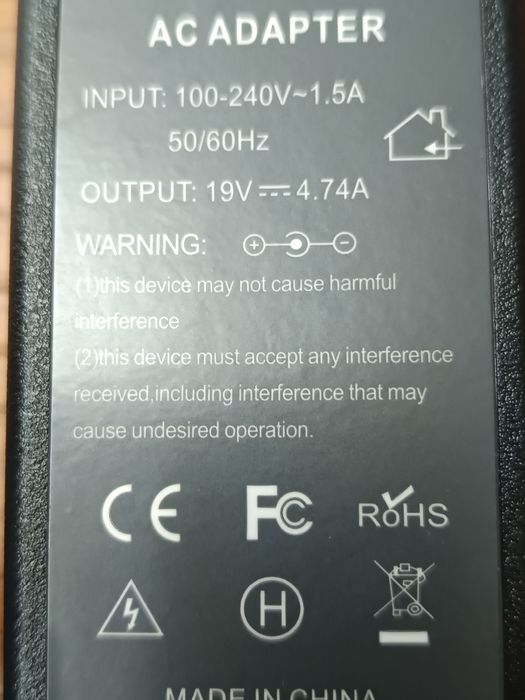 AC ADAPTER
INPUT: 100-240V~1.5A
50/60Hz
OUTPUT: 19V⎓4.74A
WARNING:
(1)this device may not cause harmful
interference
(2)this device must accept any interference
received,including interference that may
cause undesired operation.
CE FC RoHS
H
MADE IN CHINA